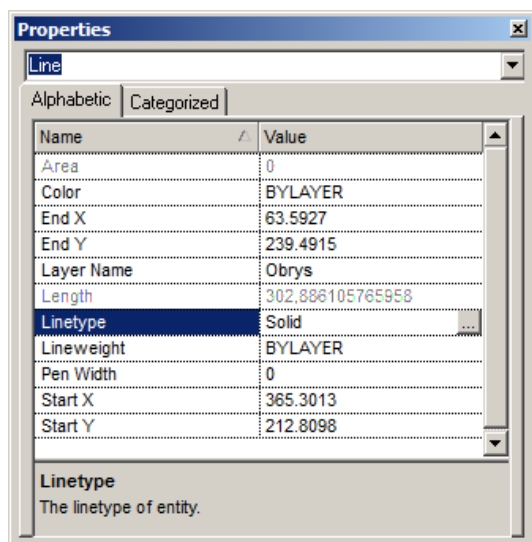 Properties
Line
Alphabetic Categorized
Name Value
Area 0
Color BYLAYER
End X 63.5927
End Y 239.4915
Layer Name Obrys
Length 302,886105765958
Linetype Solid ...
Lineweight BYLAYER
Pen Width 0
Start X 365.3013
Start Y 212.8098
Linetype
The linetype of entity.